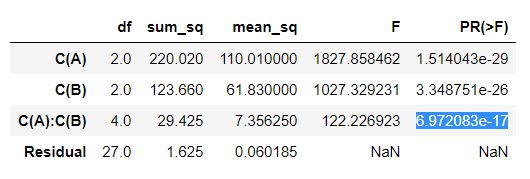 df sum_sq mean_sq F PR(>F)
C(A) 2.0 220.020 110.010000 1827.858462 1.514043e-29
C(B) 2.0 123.660 61.830000 1027.329231 3.348751e-26
C(A):C(B) 4.0 29.425 7.356250 122.226923 6.972083e-17
Residual 27.0 1.625 0.060185 NaN NaN